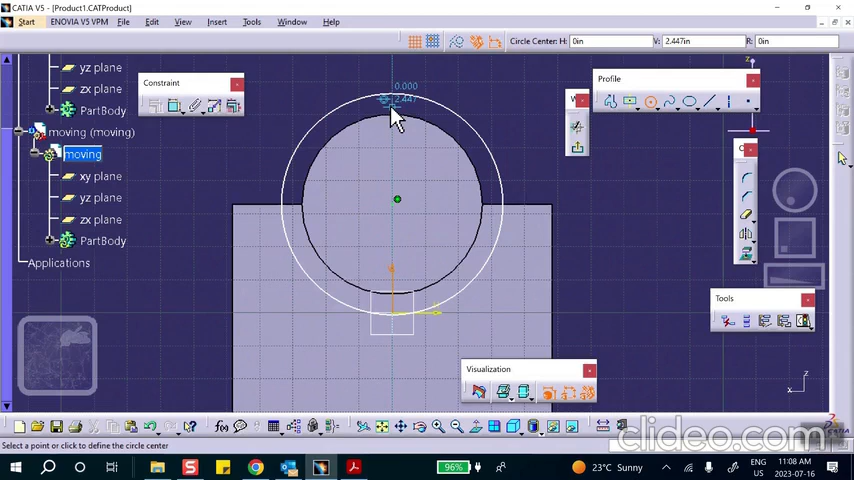 CATIA V5 - [Product1.CATProduct]
Start ENOVIA V5 VPM File Edit View Insert Tools Window Help
Circle Center: H: 0in V: 2.447in R: 0in
yz plane
zx plane
PartBody
moving (moving)
moving
xy plane
yz plane
zx plane
PartBody
Applications
Constraint
0.000
2.447
Profile
Tools
Visualization
z
x
clideo.com
Select a point or click to define the circle center
96%
23°C Sunny
ENG
US
11:08 AM
2023-07-16